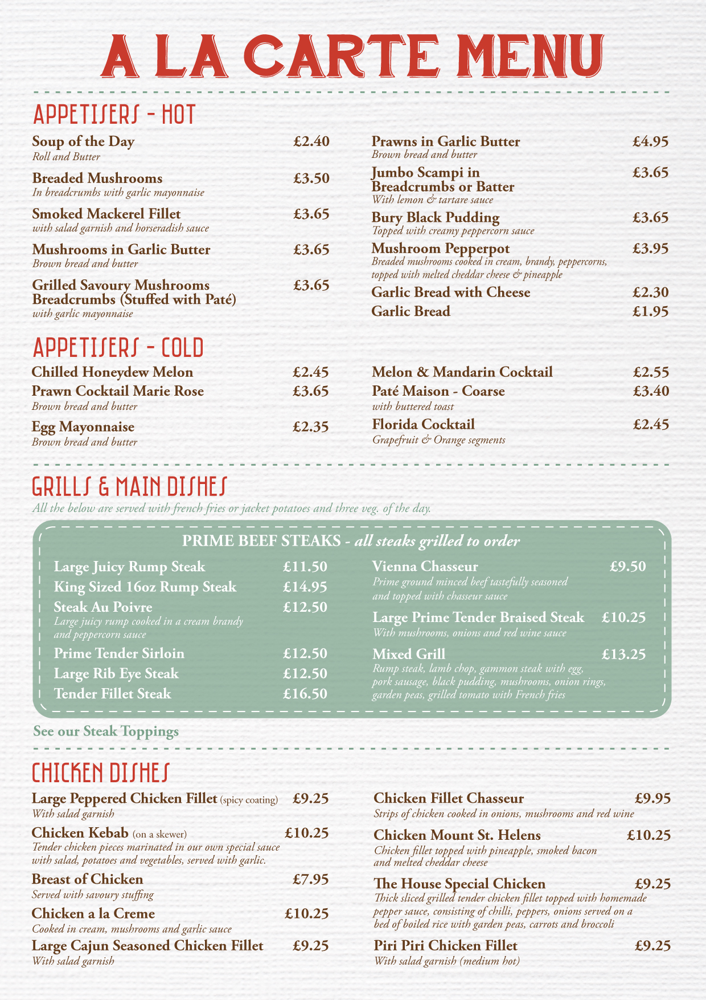 A LA CARTE MENU
APPETISERS - HOT
Soup of the Day £2.40
Roll and Butter
Breaded Mushrooms £3.50
In breadcrumbs with garlic mayonnaise
Smoked Mackerel Fillet £3.65
with salad garnish and horseradish sauce
Mushrooms in Garlic Butter £3.65
Brown bread and butter
Grilled Savoury Mushrooms £3.65
Breadcrumbs (Stuffed with Paté)
with garlic mayonnaise
Prawns in Garlic Butter £4.95
Brown bread and butter
Jumbo Scampi in £3.65
Breadcrumbs or Batter
With lemon & tartare sauce
Bury Black Pudding £3.65
Topped with creamy peppercorn sauce
Mushroom Pepperpot £3.95
Breaded mushrooms cooked in cream, brandy, peppercorns,
topped with melted cheddar cheese & pineapple
Garlic Bread with Cheese £2.30
Garlic Bread £1.95
APPETISERS - COLD
Chilled Honeydew Melon £2.45
Prawn Cocktail Marie Rose £3.65
Brown bread and butter
Egg Mayonnaise £2.35
Brown bread and butter
Melon & Mandarin Cocktail £2.55
Paté Maison - Coarse £3.40
with buttered toast
Florida Cocktail £2.45
Grapefruit & Orange segments
GRILLS & MAIN DISHES
All the below are served with french fries or jacket potatoes and three veg. of the day.
PRIME BEEF STEAKS - all steaks grilled to order
Large Juicy Rump Steak £11.50
King Sized 16oz Rump Steak £14.95
Steak Au Poivre £12.50
Large juicy rump cooked in a cream brandy
and peppercorn sauce
Prime Tender Sirloin £12.50
Large Rib Eye Steak £12.50
Tender Fillet Steak £16.50
Vienna Chasseur £9.50
Prime ground minced beef tastefully seasoned
and topped with chasseur sauce
Large Prime Tender Braised Steak £10.25
With mushrooms, onions and red wine sauce
Mixed Grill £13.25
Rump steak, lamb chop, gammon steak with egg,
pork sausage, black pudding, mushrooms, onion rings,
garden peas, grilled tomato with French fries
See our Steak Toppings
CHICKEN DISHES
Large Peppered Chicken Fillet (spicy coating) £9.25
With salad garnish
Chicken Kebab (on a skewer) £10.25
Tender chicken pieces marinated in our own special sauce
with salad, potatoes and vegetables, served with garlic.
Breast of Chicken £7.95
Served with savoury stuffing
Chicken a la Creme £10.25
Cooked in cream, mushrooms and garlic sauce
Large Cajun Seasoned Chicken Fillet £9.25
With salad garnish
Chicken Fillet Chasseur £9.95
Strips of chicken cooked in onions, mushrooms and red wine
Chicken Mount St. Helens £10.25
Chicken fillet topped with pineapple, smoked bacon
and melted cheddar cheese
The House Special Chicken £9.25
Thick sliced grilled tender chicken fillet topped with homemade
pepper sauce, consisting of chilli, peppers, onions served on a
bed of boiled rice with garden peas, carrots and broccoli
Piri Piri Chicken Fillet £9.25
With salad garnish (medium hot)